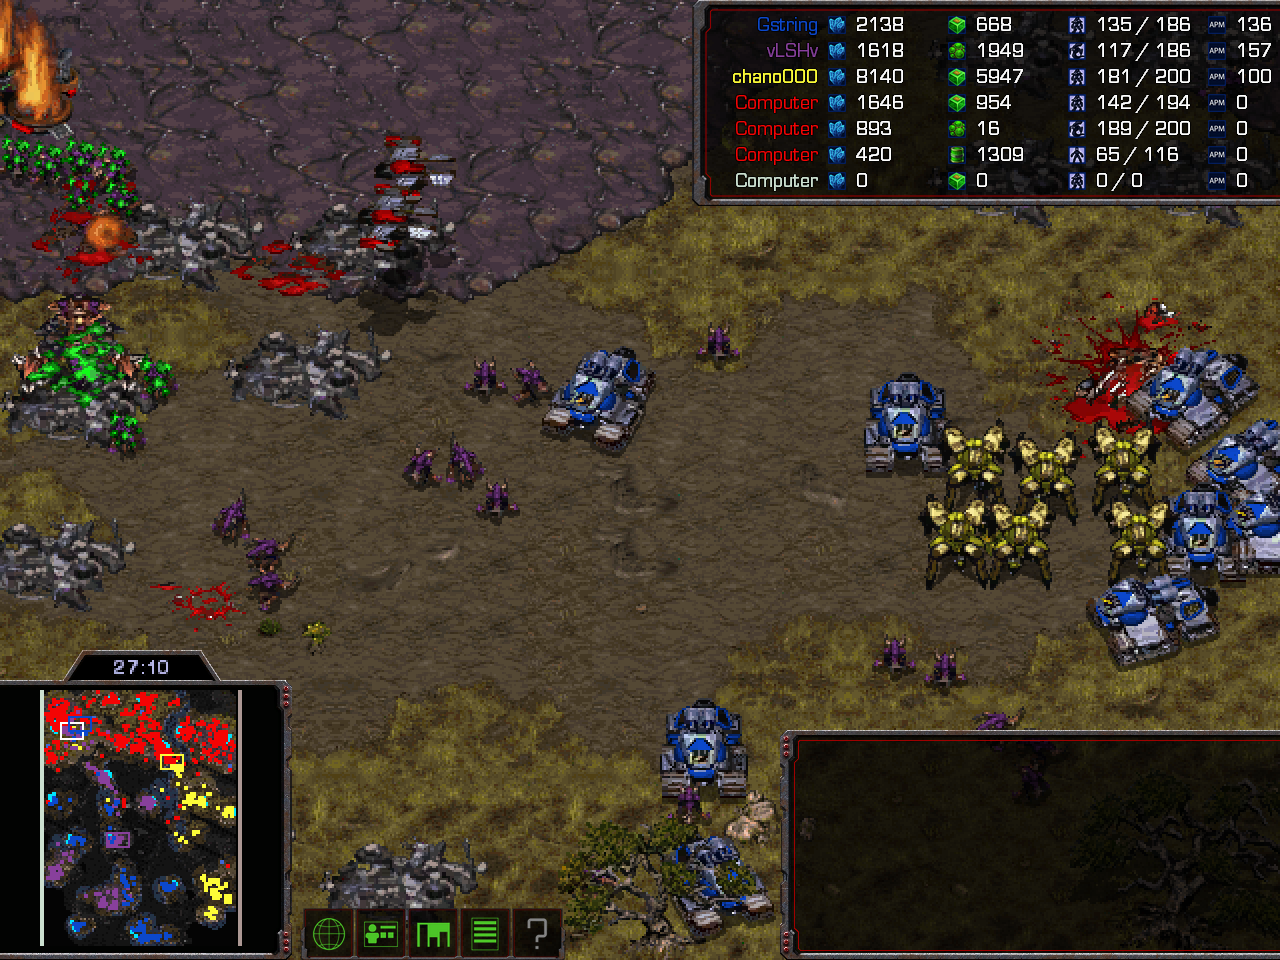 Gstring 2138 668 135 / 186 APM 136
vLSHv 1618 1949 117 / 186 APM 157
chano000 8140 5947 181 / 200 APM 100
Computer 1646 954 142 / 194 APM 0
Computer 893 16 189 / 200 APM 0
Computer 420 1309 65 / 116 APM 0
Computer 0 0 0 / 0 APM 0
27:10
?